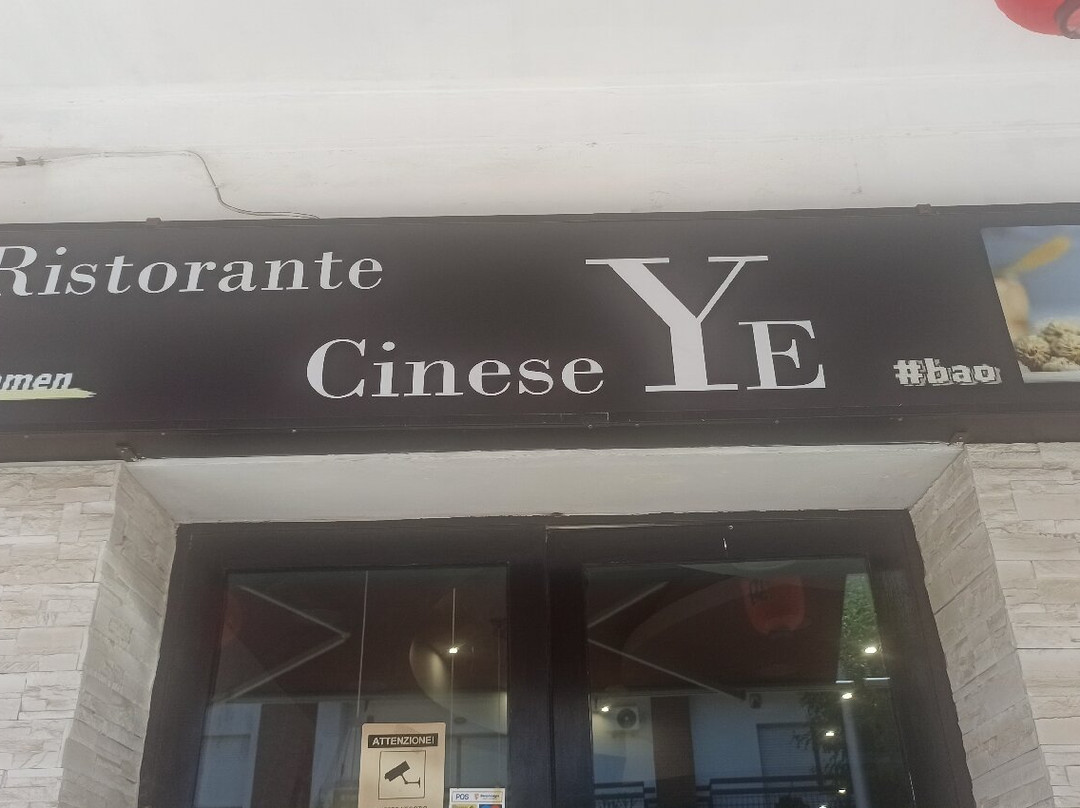 Ristorante
Cinese YE
#bao
ATTENZIONE!
POS